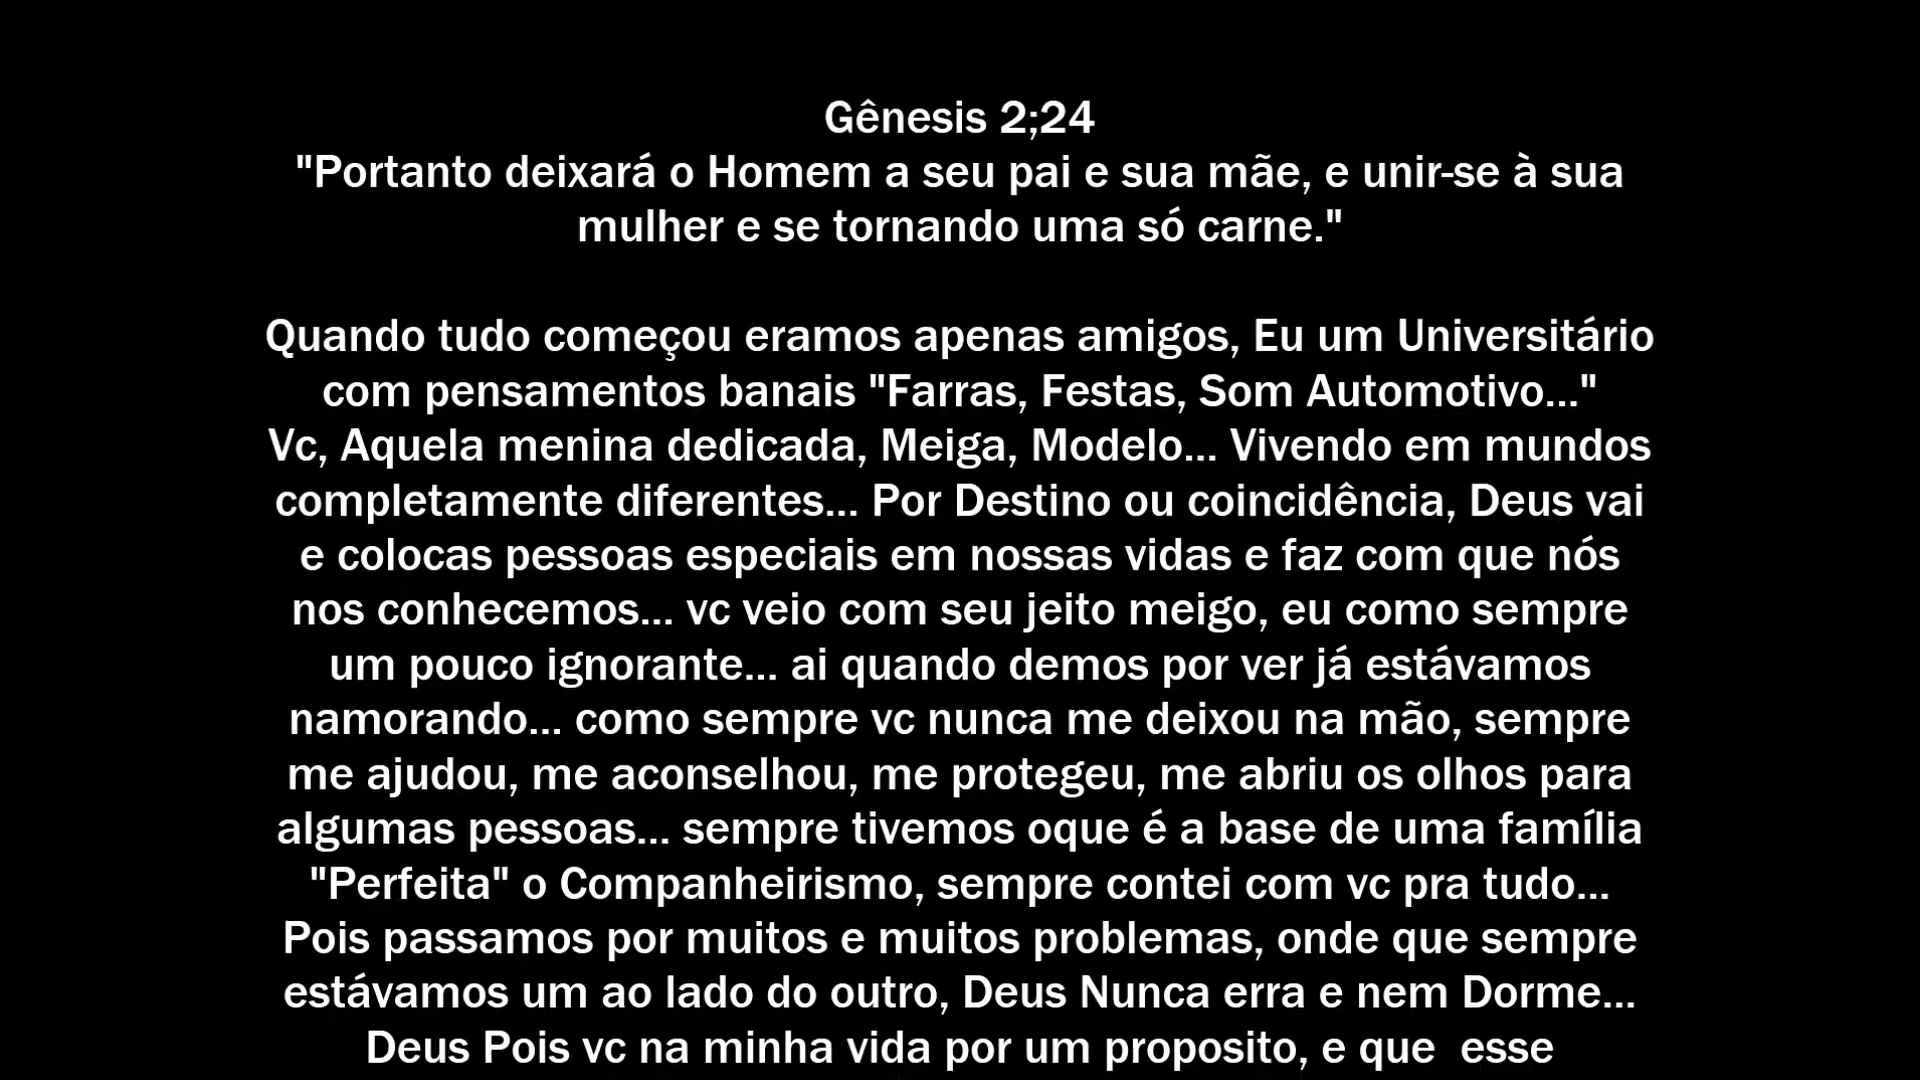 Gênesis 2;24
"Portanto deixará o Homem a seu pai e sua mãe, e unir-se à sua
mulher e se tornando uma só carne."
Quando tudo começou eramos apenas amigos, Eu um Universitário
com pensamentos banais "Farras, Festas, Som Automotivo..."
Vc, Aquela menina dedicada, Meiga, Modelo... Vivendo em mundos
completamente diferentes... Por Destino ou coincidência, Deus vai
e colocas pessoas especiais em nossas vidas e faz com que nós
nos conhecemos... vc veio com seu jeito meigo, eu como sempre
um pouco ignorante... ai quando demos por ver já estávamos
namorando... como sempre vc nunca me deixou na mão, sempre
me ajudou, me aconselhou, me protegeu, me abriu os olhos para
algumas pessoas... sempre tivemos oque é a base de uma família
"Perfeita" o Companheirismo, sempre contei com vc pra tudo...
Pois passamos por muitos e muitos problemas, onde que sempre
estávamos um ao lado do outro, Deus Nunca erra e nem Dorme...
Deus Pois vc na minha vida por um proposito, e que  esse